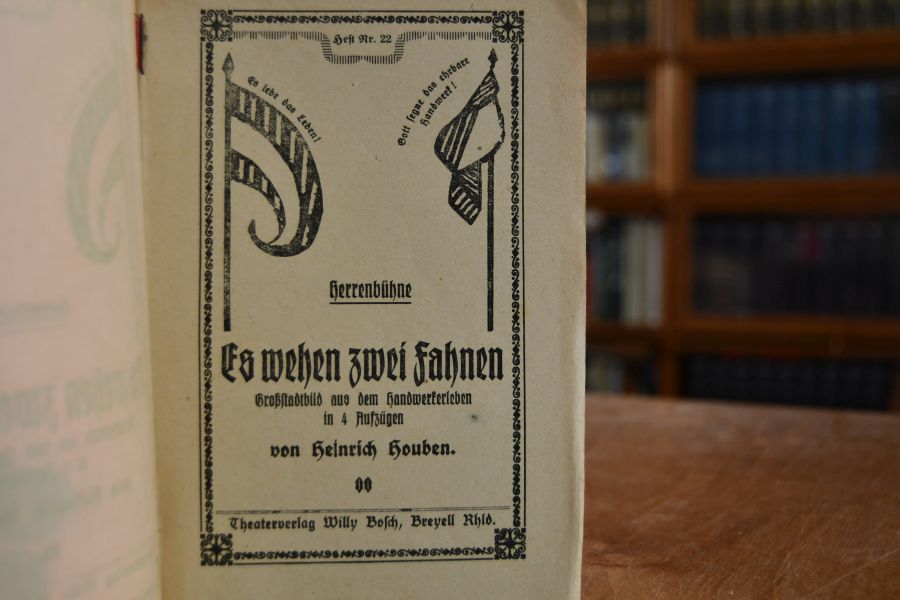 Heft Nr. 22
Es lebe das Leben!
Gott segne das ehrbare
Handwerk!
Herrenbühne
Es wehen zwei Fahnen
Großstadtbild aus dem Handwerkerleben
in 4 Aufzügen
von Heinrich Houben.
Theaterverlag Willy Bosch, Breyell Rhld.